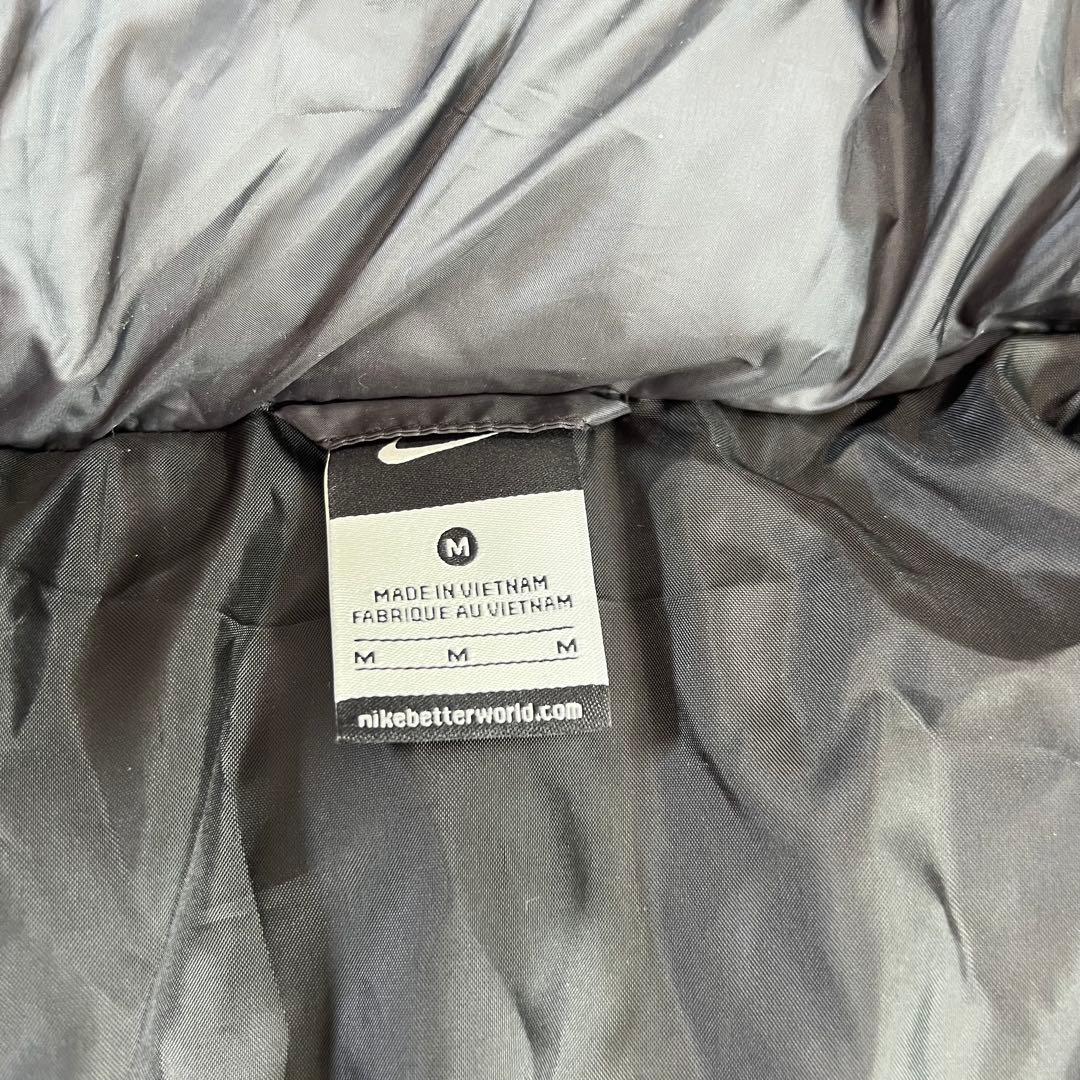 M
MADE IN VIETNAM
FABRIQUE AU VIETNAM
M M M
nikebetterworld.com